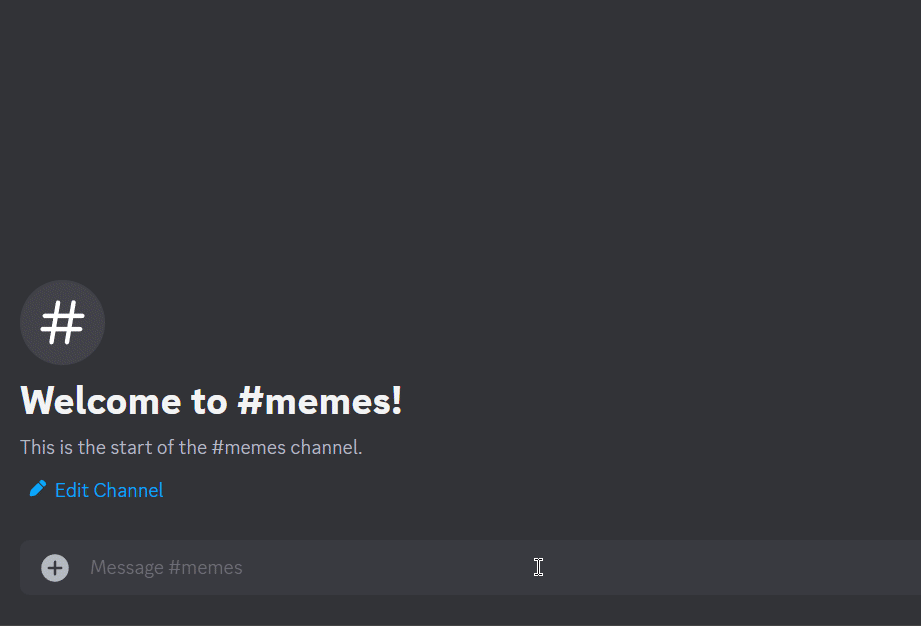 #
Welcome to #memes!
This is the start of the #memes channel.
Edit Channel
Message #memes